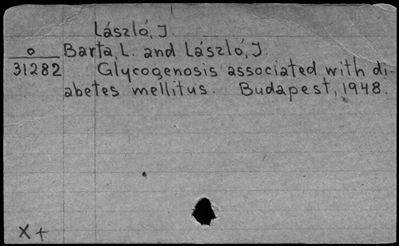 László, J.
o Barta, L. and László, J.
31282 Glycogenosis associated with di-
abetes mellitus. Budapest, 1948.
X +